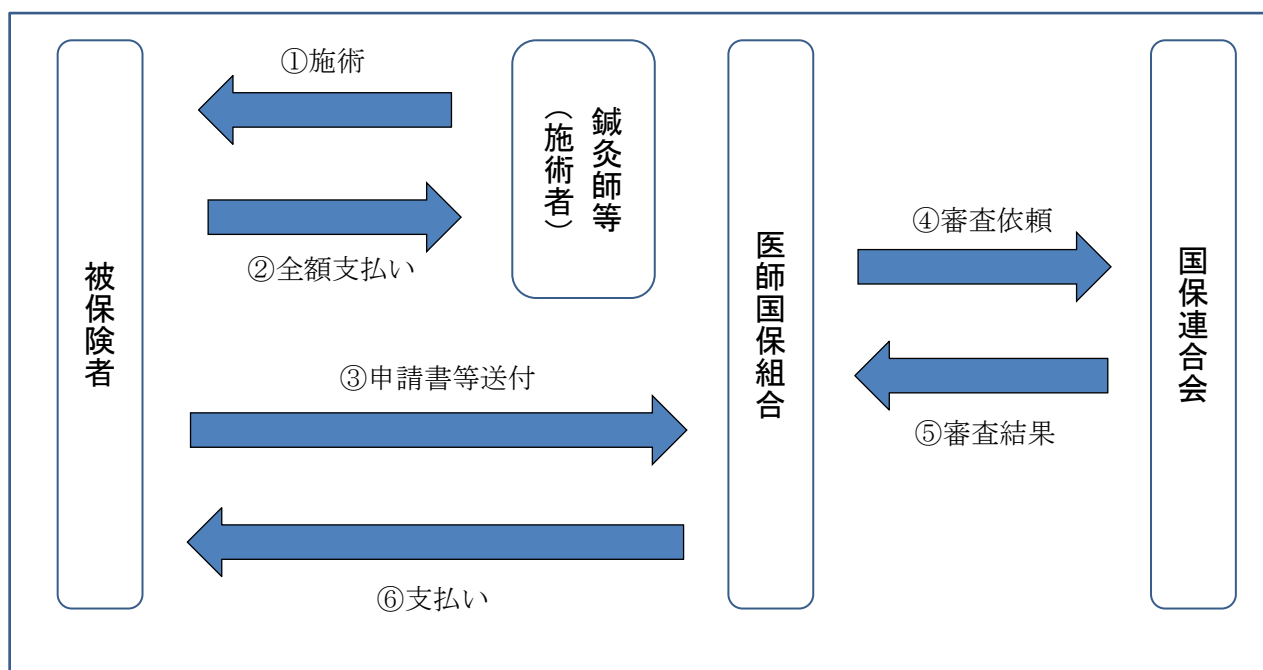 被保険者
①施術
鍼灸師等
（施術者）
②全額支払い
③申請書等送付
⑥支払い
医師国保組合
④審査依頼
⑤審査結果
国保連合会